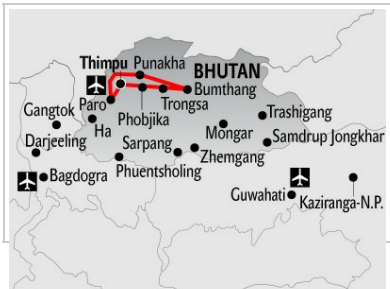 Thimpu
Punakha
BHUTAN
Paro
Bumthang
Gangtok
Trongsa
Phobjika
Ha
Trashigang
Darjeeling
Mongar
Samdrup Jongkhar
Sarpang
Zhemgang
Phuentsholing
Bagdogra
Guwahati
Kaziranga-N.P.